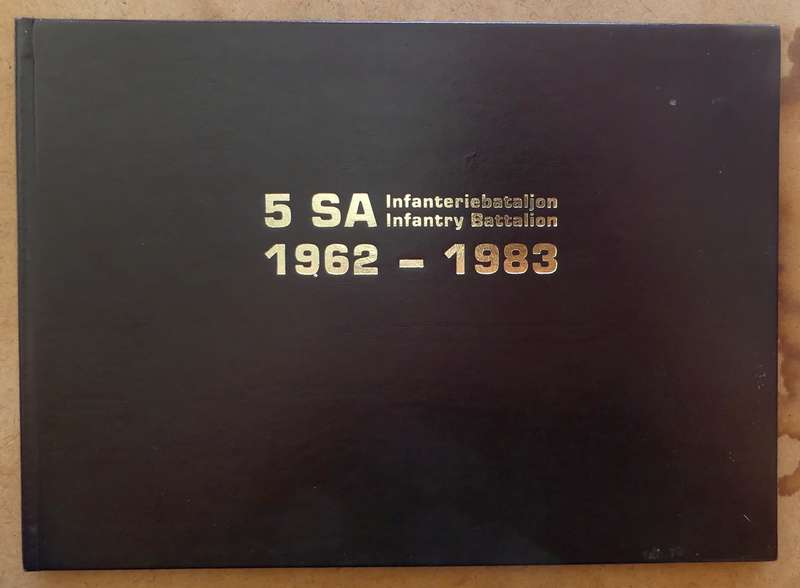 5 SA Infanteriebataljon
Infantry Battalion
1962 – 1983